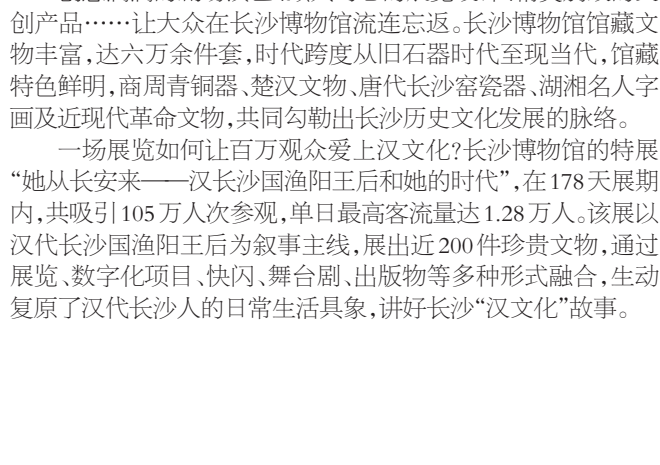 创产品……让大众在长沙博物馆流连忘返。长沙博物馆馆藏文
物丰富,达六万余件套,时代跨度从旧石器时代至现当代,馆藏
特色鲜明,商周青铜器、楚汉文物、唐代长沙窑瓷器、湖湘名人字
画及近现代革命文物,共同勾勒出长沙历史文化发展的脉络。
一场展览如何让百万观众爱上汉文化?长沙博物馆的特展
“她从长安来——汉长沙国渔阳王后和她的时代”,在178天展期
内,共吸引105万人次参观,单日最高客流量达1.28万人。该展以
汉代长沙国渔阳王后为叙事主线,展出近200件珍贵文物,通过
展览、数字化项目、快闪、舞台剧、出版物等多种形式融合,生动
复原了汉代长沙人的日常生活具象,讲好长沙“汉文化”故事。